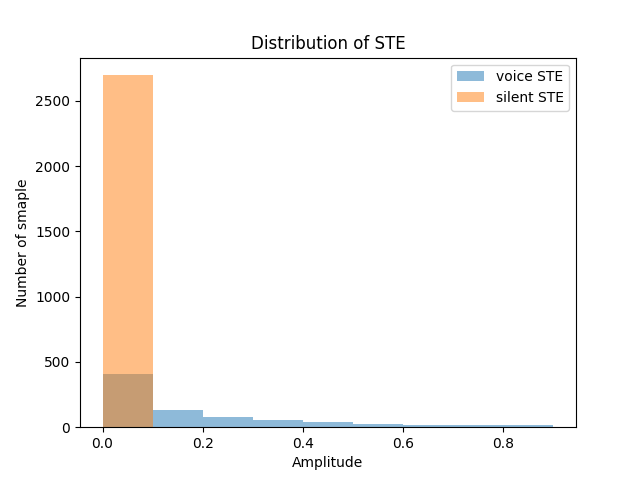 Distribution of STE
voice STE
silent STE
Number of smaple
2500
2000
1500
1000
500
0
0.0 0.2 0.4 0.6 0.8
Amplitude